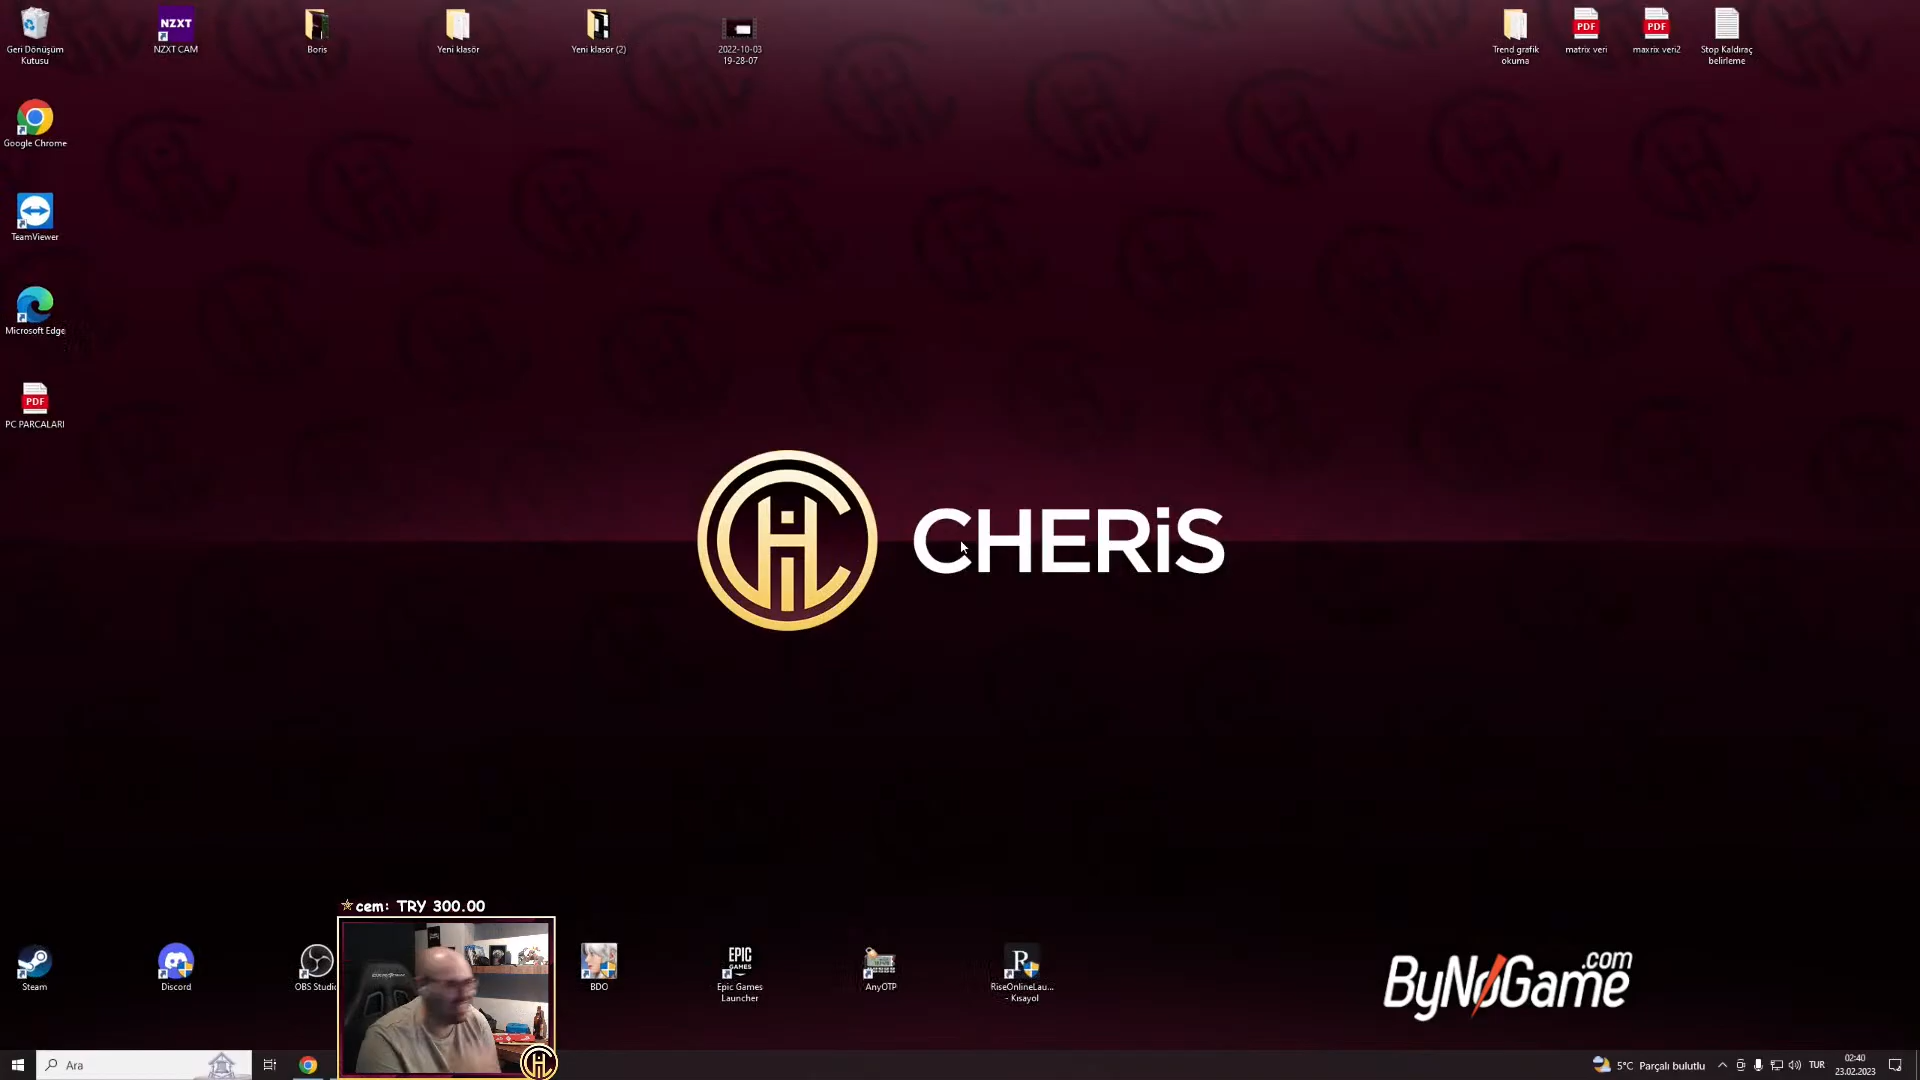 NZXT
Geri Dönüşüm
Kutusu
NZXT CAM
Boris
Yeni klasör
Yeni klasör (2)
2022-10-03
19-28-07
Trend grafik
okuma
PDF
matrix veri
PDF
maxrix veri2
Stop Kaldıraç
belirleme
Google Chrome
TeamViewer
Microsoft Edge
PDF
PC PARCALARI
CHERiS
cem: TRY 300.00
Steam
Discord
OBS Studio
BDO
EPIC
GAMES
Epic Games
Launcher
AnyOTP
R
RiseOnlineLau...
- Kısayol
ByNoGame.com
Ara
5°C Parçalı bulutlu
TUR
02:40
23.02.2023